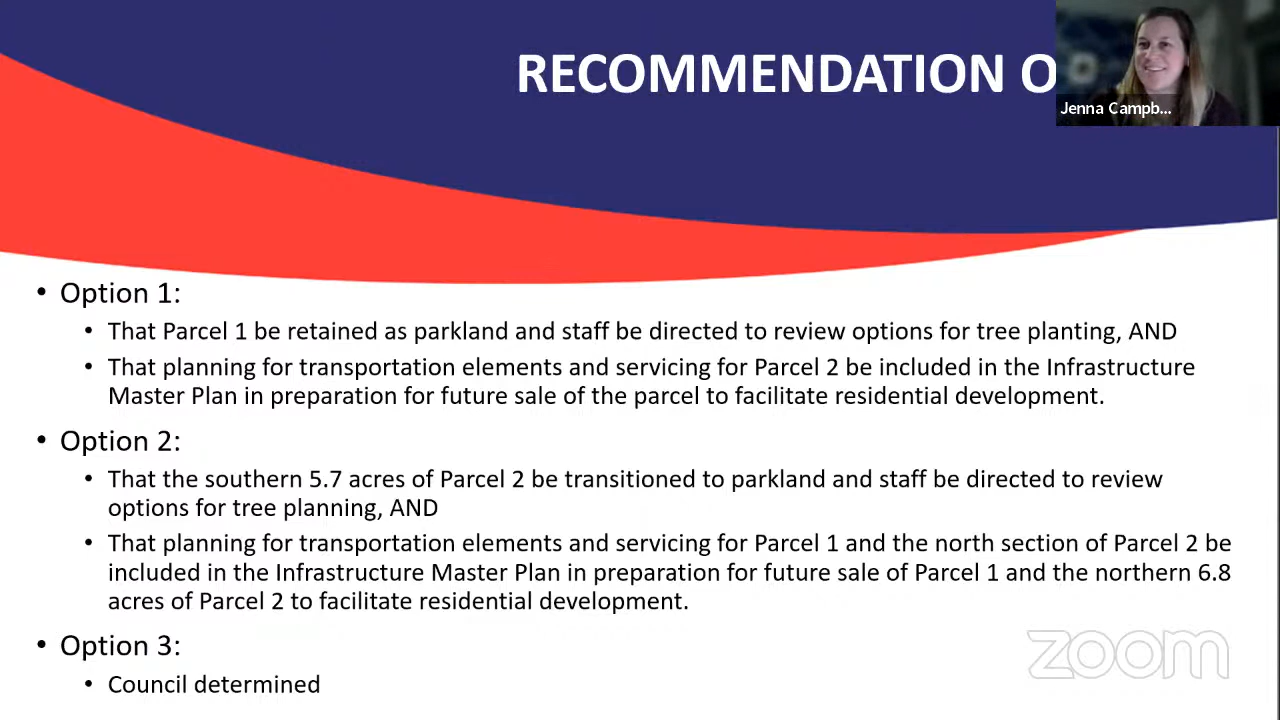 RECOMMENDATION O
Jenna Campb...
• Option 1:
• That Parcel 1 be retained as parkland and staff be directed to review options for tree planting, AND
• That planning for transportation elements and servicing for Parcel 2 be included in the Infrastructure
Master Plan in preparation for future sale of the parcel to facilitate residential development.
• Option 2:
• That the southern 5.7 acres of Parcel 2 be transitioned to parkland and staff be directed to review
options for tree planning, AND
• That planning for transportation elements and servicing for Parcel 1 and the north section of Parcel 2 be
included in the Infrastructure Master Plan in preparation for future sale of Parcel 1 and the northern 6.8
acres of Parcel 2 to facilitate residential development.
• Option 3:
• Council determined
zoom